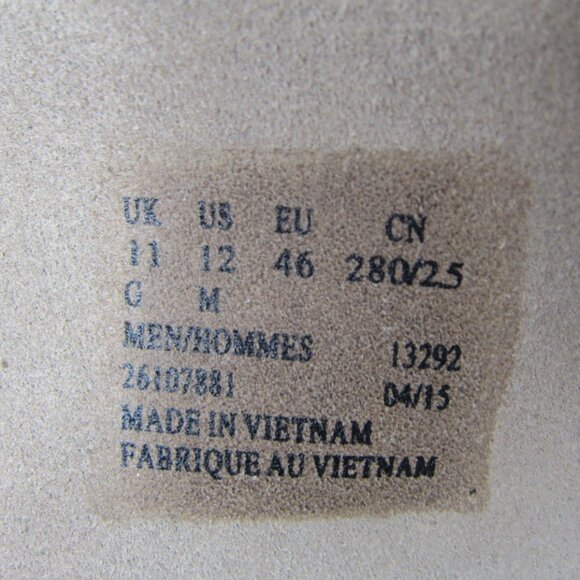 UK US EU CN
11 12 46 280/2.5
G M
MEN/HOMMES 13292
26107881 04/15
MADE IN VIETNAM
FABRIQUE AU VIETNAM